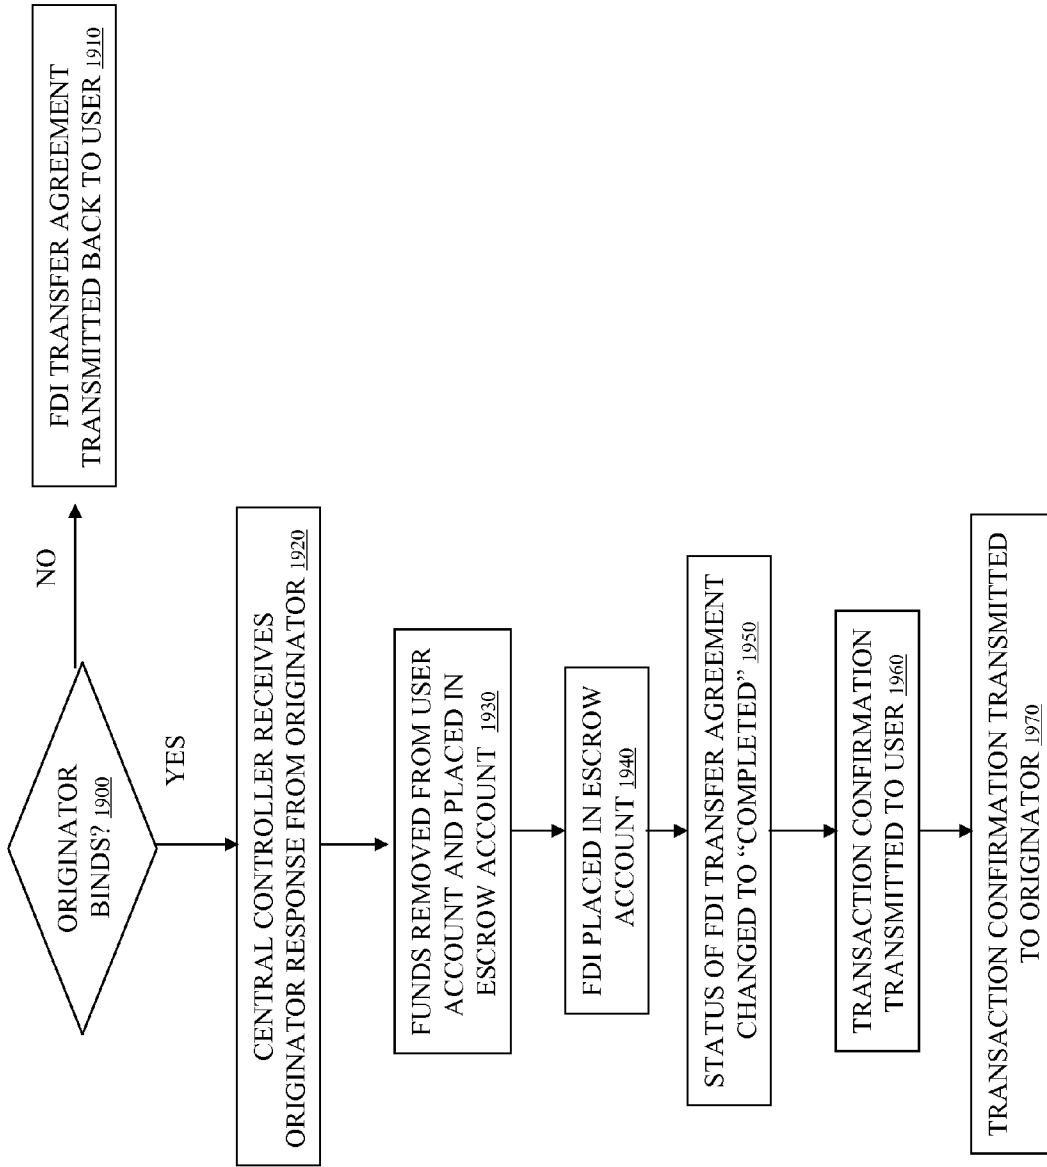 ORIGINATOR
BINDS? 1900
NO
FDI TRANSFER AGREEMENT
TRANSMITTED BACK TO USER 1910
YES
CENTRAL CONTROLLER RECEIVES
ORIGINATOR RESPONSE FROM ORIGINATOR 1920
FUNDS REMOVED FROM USER
ACCOUNT AND PLACED IN
ESCROW ACCOUNT 1930
FDI PLACED IN ESCROW
ACCOUNT 1940
STATUS OF FDI TRANSFER AGREEMENT
CHANGED TO “COMPLETED” 1950
TRANSACTION CONFIRMATION
TRANSMITTED TO USER 1960
TRANSACTION CONFIRMATION TRANSMITTED
TO ORIGINATOR 1970